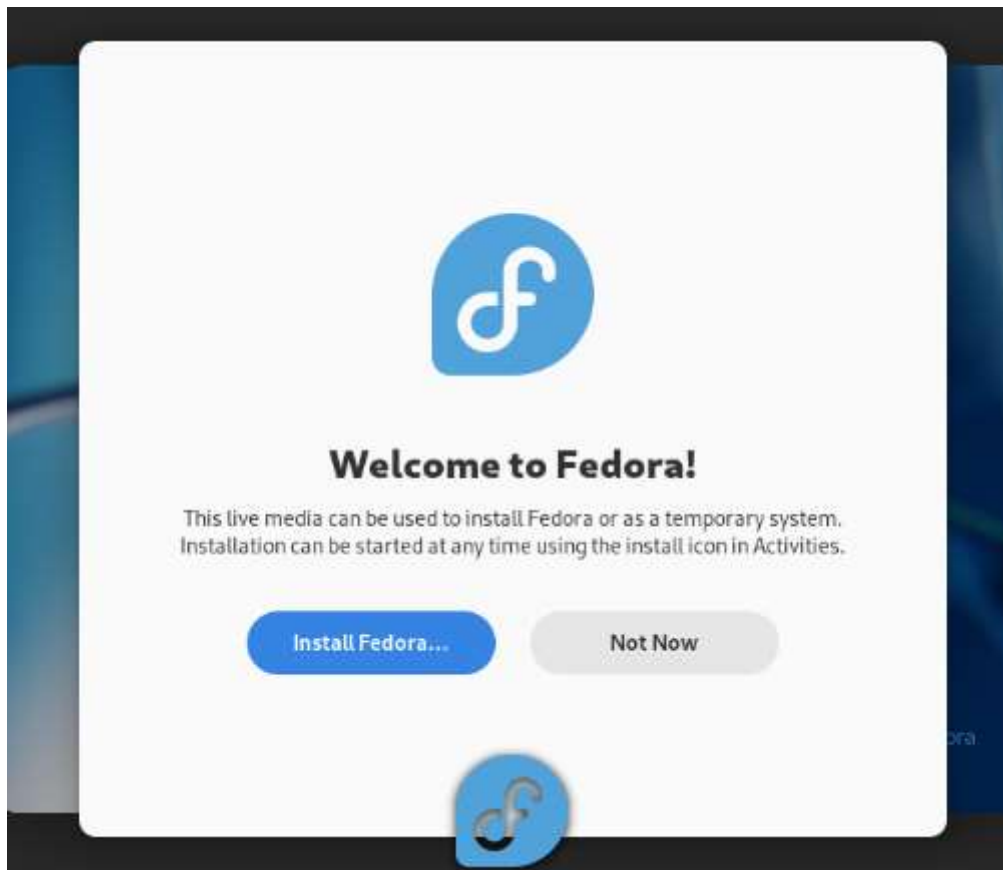 Welcome to Fedora!
This live media can be used to install Fedora or as a temporary system.
Installation can be started at any time using the install icon in Activities.
Install Fedora...
Not Now
ora